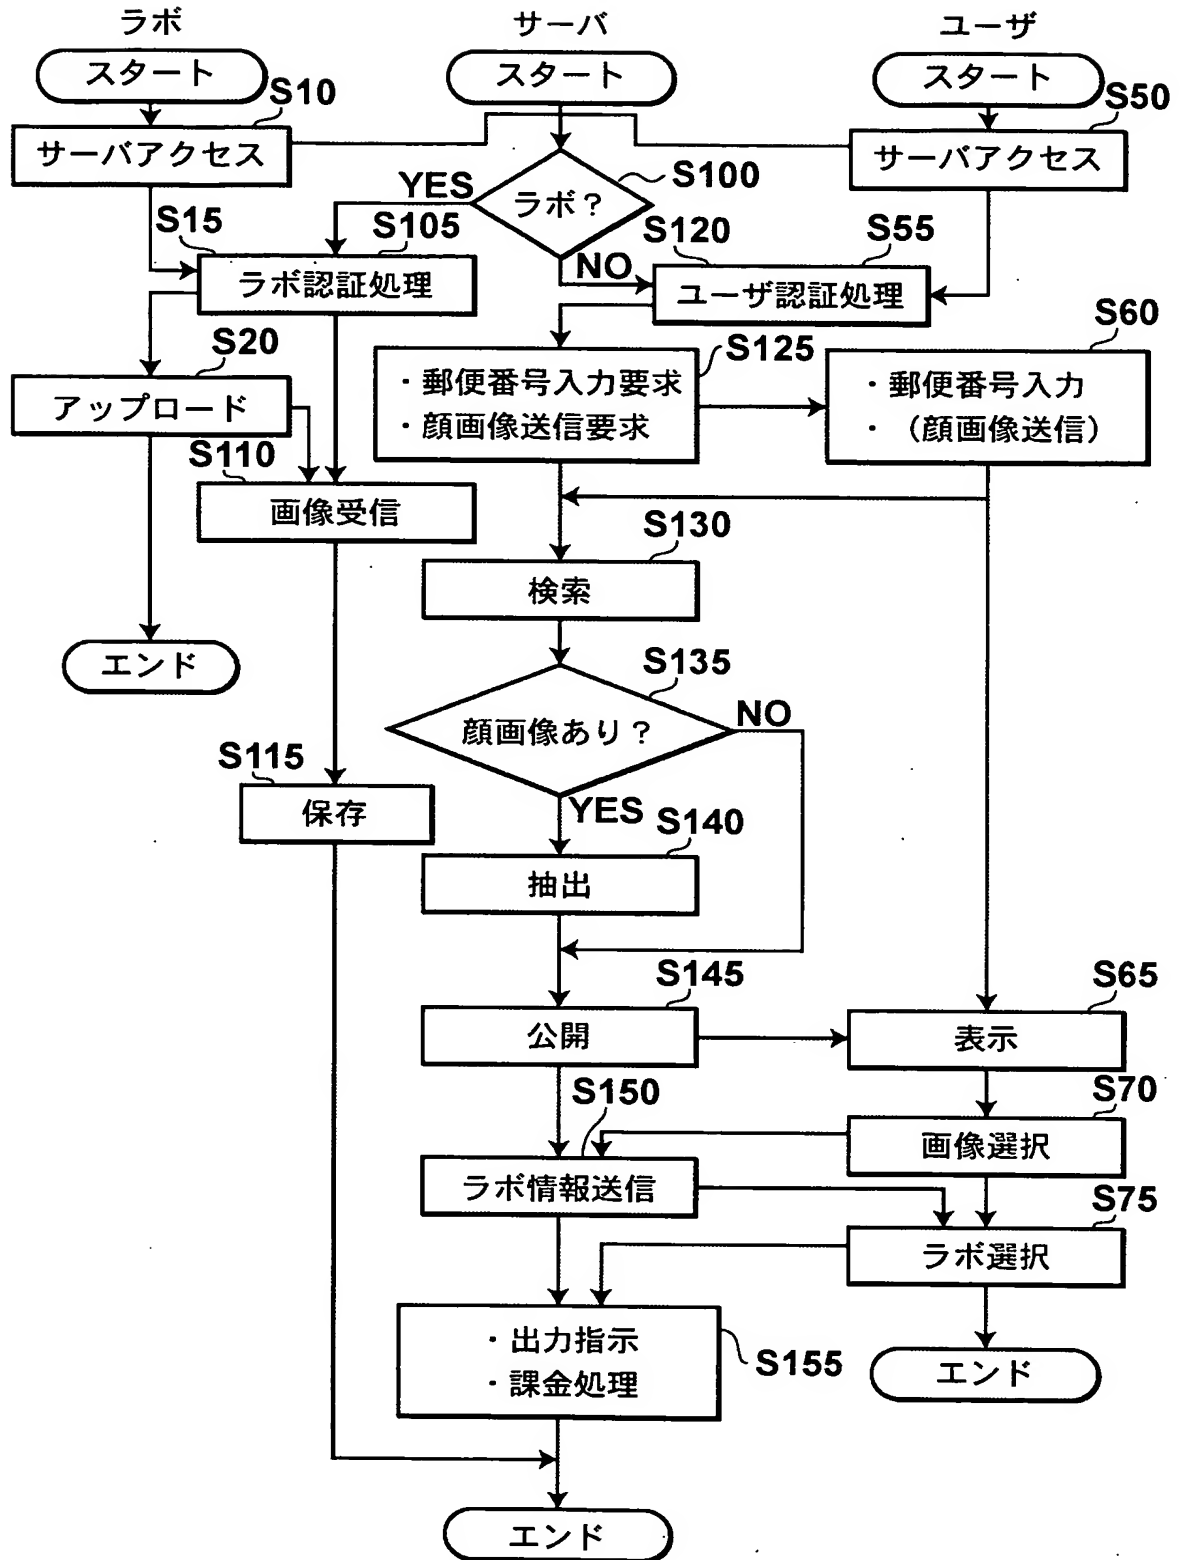 ラボ
サーバ
ユーザ
スタート
スタート
スタート
S10
S50
サーバアクセス
サーバアクセス
YES
ラボ?
S100
S15
S105
S120
S55
NO
ラボ認証処理
ユーザ認証処理
S20
S125
S60
アップロード
・郵便番号入力要求
・顔画像送信要求
・郵便番号入力
・(顔画像送信)
S110
画像受信
S130
検索
エンド
S135
顔画像あり?
NO
S115
保存
YES
S140
抽出
S145
S65
公開
表示
S150
S70
画像選択
ラボ情報送信
S75
ラボ選択
・出力指示
・課金処理
S155
エンド
エンド